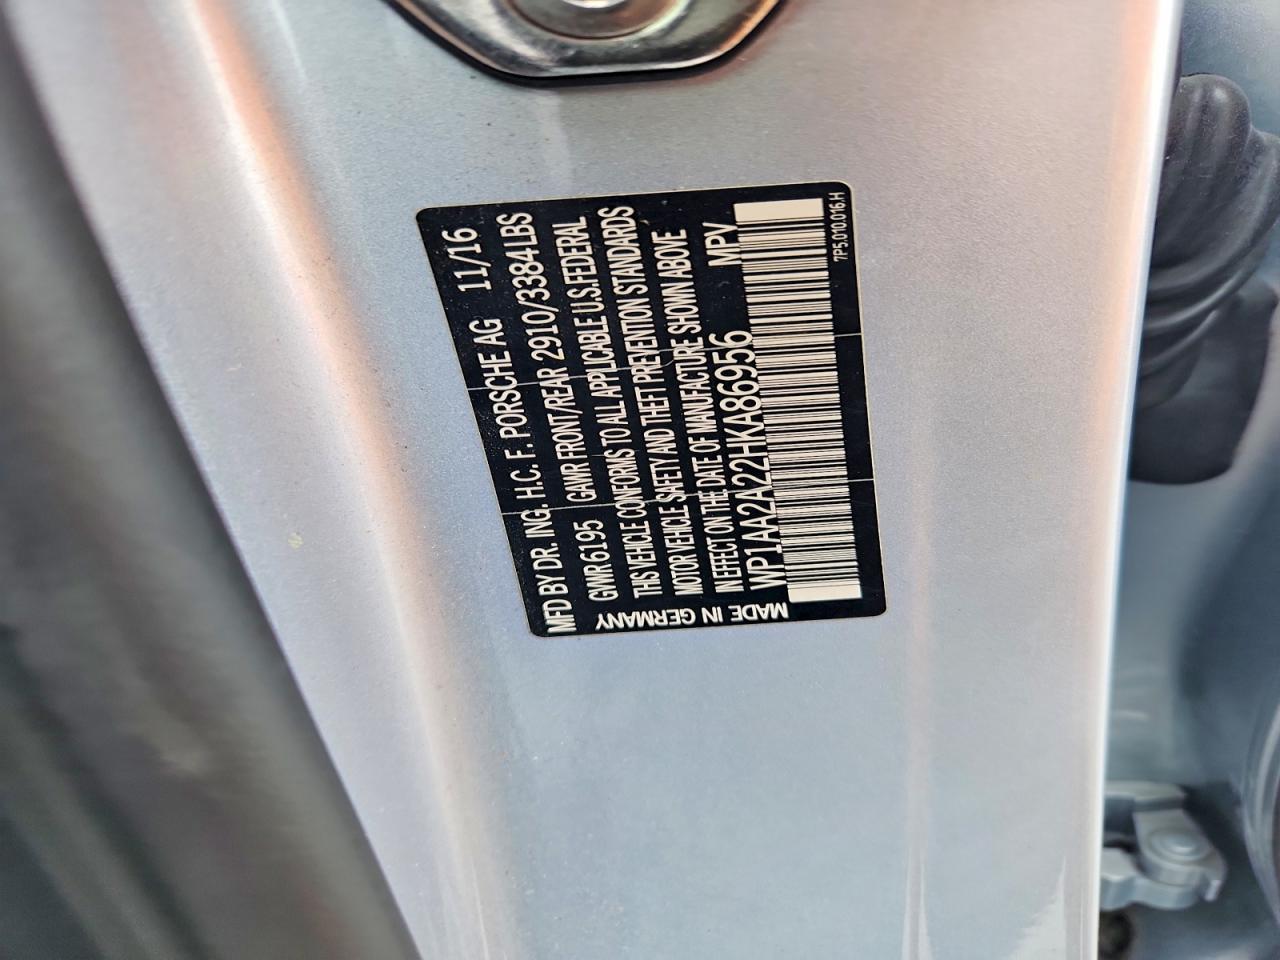 MFD BY DR. ING. H.C. F. PORSCHE AG 11/16
GVWR 6195 GAWR FRONT/REAR 2910/3384 LBS
THIS VEHICLE CONFORMS TO ALL APPLICABLE U.S.FEDERAL
MOTOR VEHICLE SAFETY AND THEFT PREVENTION STANDARDS
IN EFFECT ON THE DATE OF MANUFACTURE SHOWN ABOVE
WP1AA2A22HKA86956 MPV
MADE IN GERMANY
7P5.010.016.H